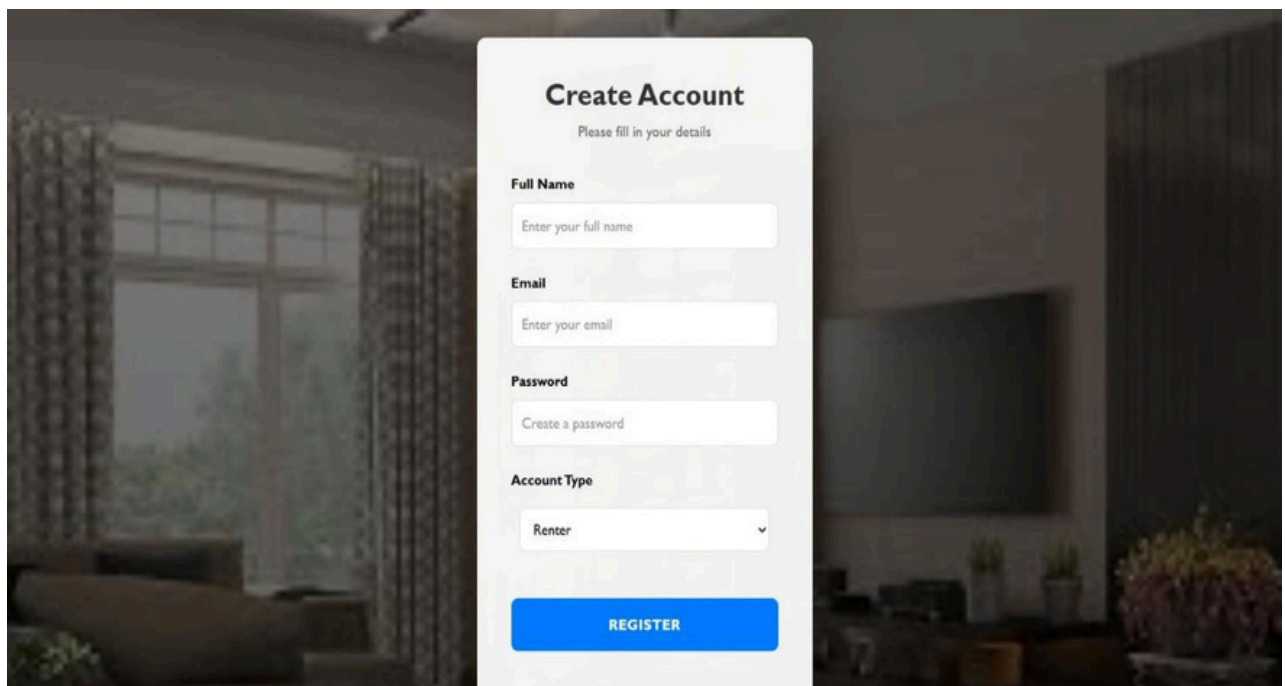 Create Account
Please fill in your details
Full Name
Enter your full name
Email
Enter your email
Password
Create a password
Account Type
Renter
REGISTER